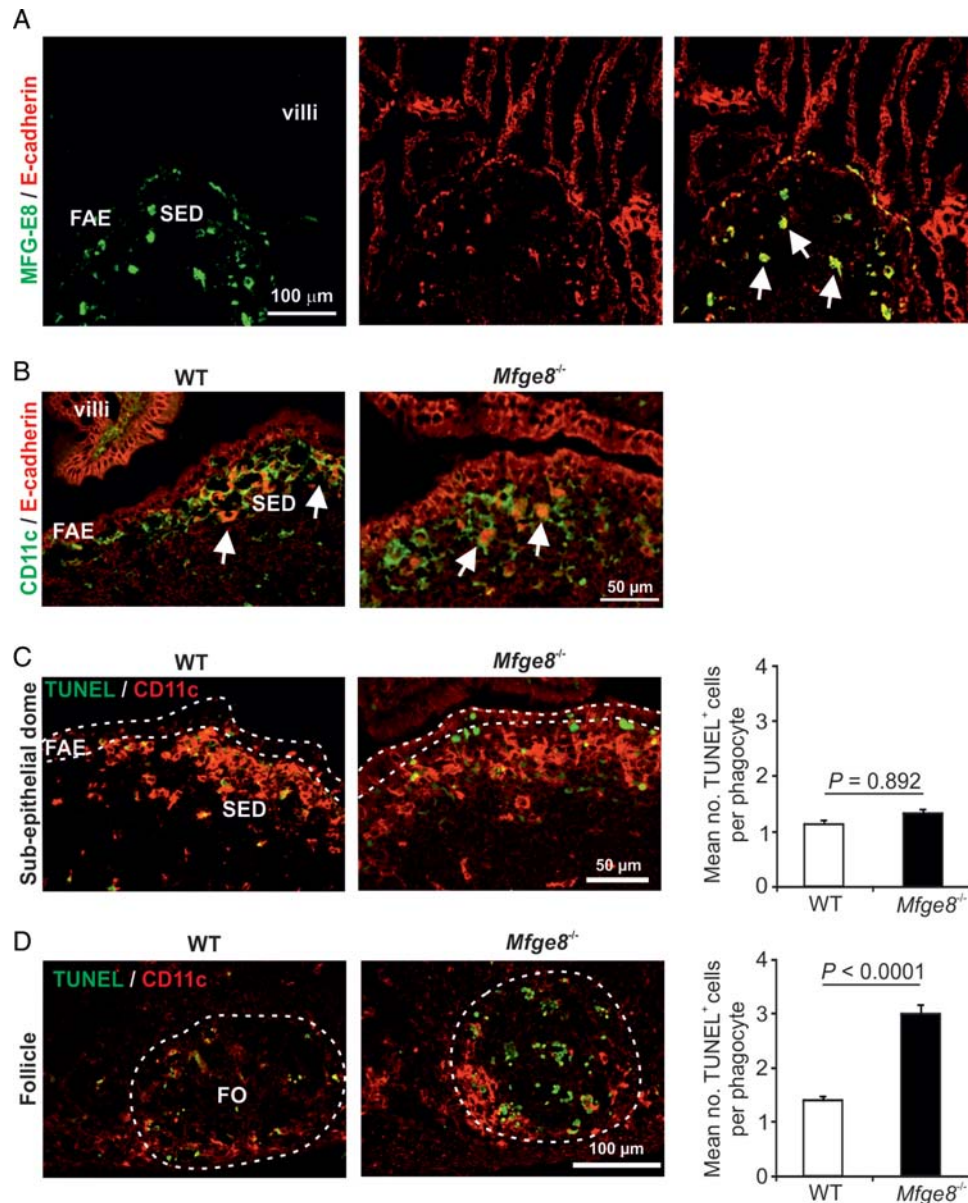 A
MFG-E8 / E-cadherin
villi
FAE
SED
100 µm
B
WT
Mfge8-/-
CD11c / E-cadherin
villi
SED
FAE
50 µm
C
WT
Mfge8-/-
Sub-epithelial dome
TUNEL / CD11c
FAE
SED
50 µm
Mean no. TUNEL+ cells
per phagocyte
4
3
2
1
0
P = 0.892
WT
Mfge8-/-
D
WT
Mfge8-/-
Follicle
TUNEL / CD11c
FO
100 µm
Mean no. TUNEL+ cells
per phagocyte
4
3
2
1
0
P < 0.0001
WT
Mfge8-/-